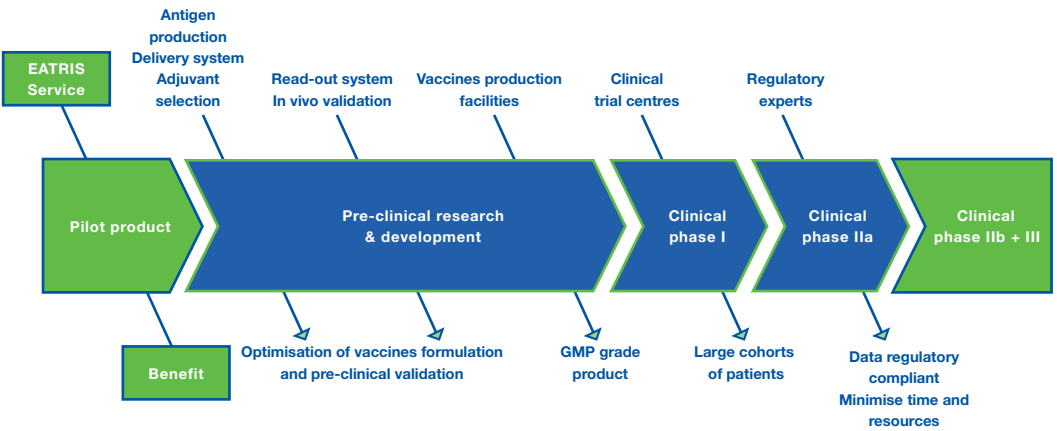 EATRIS
Service
Antigen
production
Delivery system
Adjuvant
selection
Read-out system
In vivo validation
Vaccines production
facilities
Clinical
trial centres
Regulatory
experts
Pilot product
Pre-clinical research
& development
Clinical
phase I
Clinical
phase IIa
Clinical
phase IIb + III
Benefit
Optimisation of vaccines formulation
and pre-clinical validation
GMP grade
product
Large cohorts
of patients
Data regulatory
compliant
Minimise time and
resources